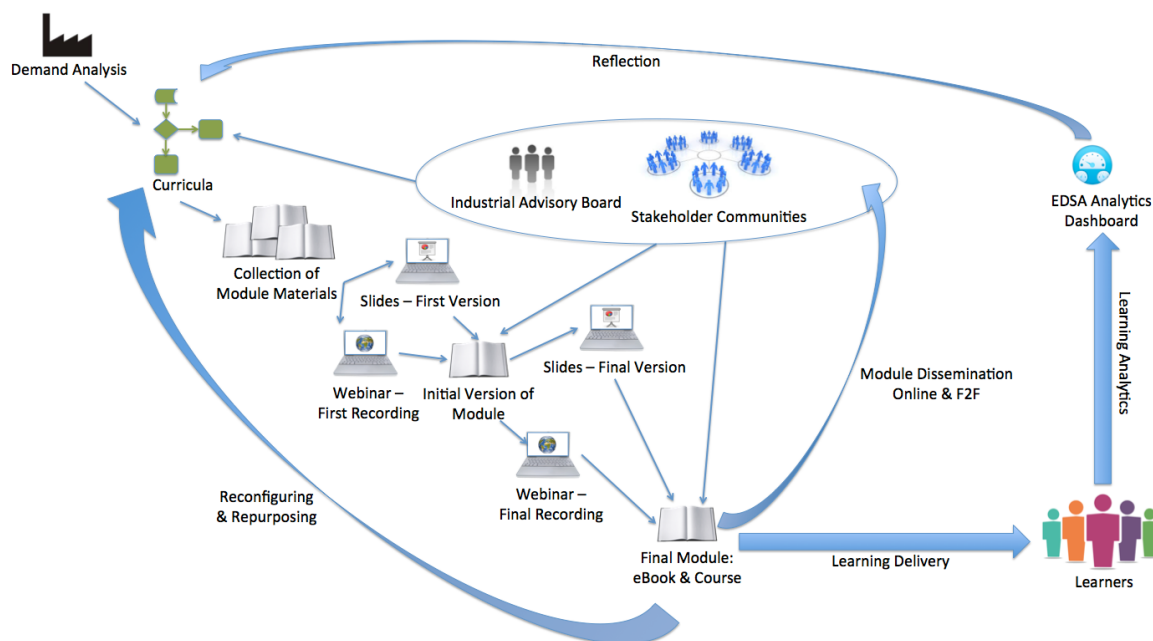 Demand Analysis
Reflection
Curricula
Industrial Advisory Board
Stakeholder Communities
EDSA Analytics
Dashboard
Collection of
Module Materials
Slides – First Version
Learning Analytics
Webinar –
First Recording
Initial Version of
Module
Slides – Final Version
Module Dissemination
Online & F2F
Webinar –
Final Recording
Reconfiguring
& Repurposing
Final Module:
eBook & Course
Learning Delivery
Learners